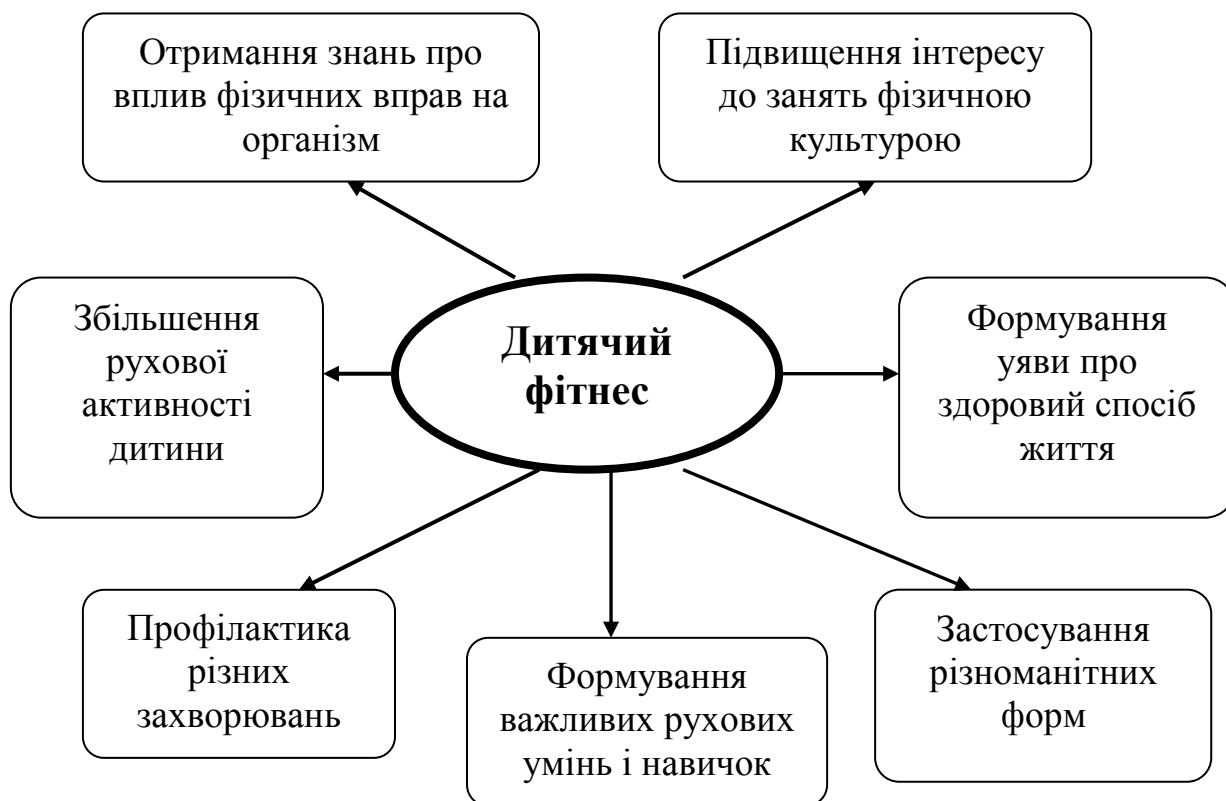 Отримання знань про
вплив фізичних вправ на
організм
Підвищення інтересу
до занять фізичною
культурою
Збільшення
рухової
активності
дитини
Дитячий
фітнес
Формування
уяви про
здоровий спосіб
життя
Профілактика
різних
захворювань
Формування
важливих рухових
умінь і навичок
Застосування
різноманітних
форм